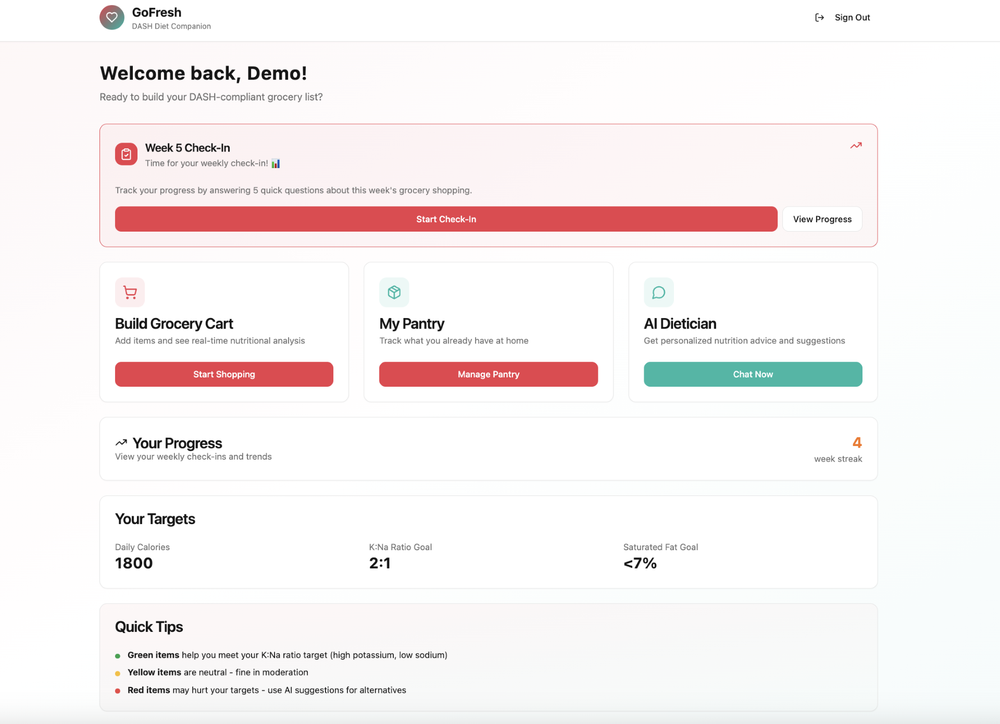 GoFresh
DASH Diet Companion
Sign Out
Welcome back, Demo!
Ready to build your DASH-compliant grocery list?
Week 5 Check-In
Time for your weekly check-in! 📊
Track your progress by answering 5 quick questions about this week's grocery shopping.
Start Check-In
View Progress
Build Grocery Cart
Add items and see real-time nutritional analysis
Start Shopping
My Pantry
Track what you already have at home
Manage Pantry
AI Dietician
Get personalized nutrition advice and suggestions
Chat Now
Your Progress
View your weekly check-ins and trends
4
week streak
Your Targets
Daily Calories
1800
K:Na Ratio Goal
2:1
Saturated Fat Goal
<7%
Quick Tips
Green items help you meet your K:Na ratio target (high potassium, low sodium)
Yellow items are neutral - fine in moderation
Red items may hurt your targets - use AI suggestions for alternatives